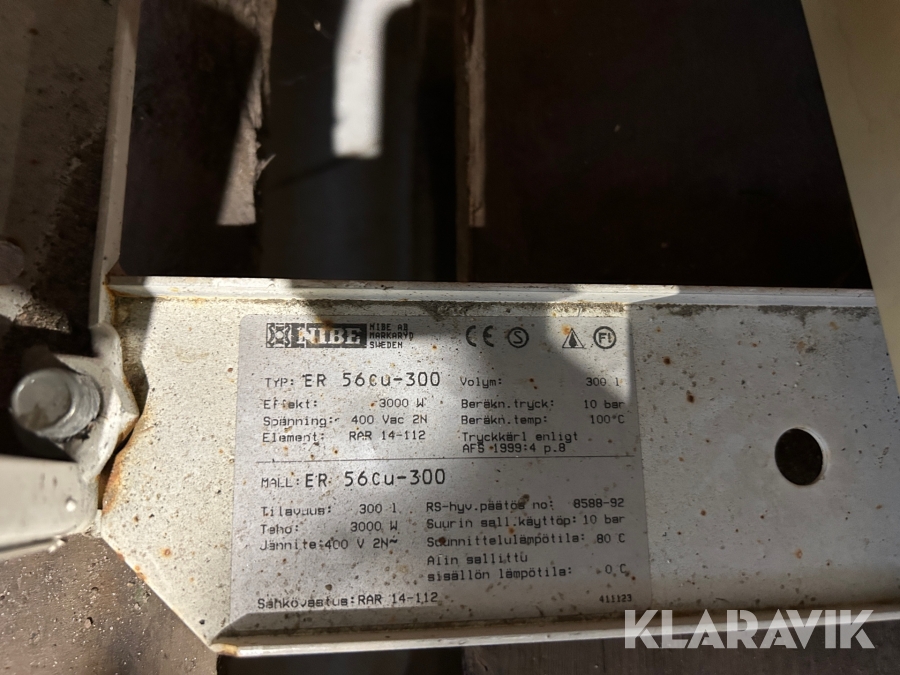 NIBE
NIBE AB
MARKARYD
SWEDEN
CE S FI
TYP: ER 56Cu-300
Effekt: 3000 W
Spänning: 400 Vac 2N
Element: RAR 14-112
Volym: 300 l
Beräkn.tryck: 10 bar
Beräkn.temp: 100°C
Tryckkärl enligt
AFS 1999:4 p.8
MALL: ER 56Cu-300
Tilavuus: 300 l
Teho: 3000 W
Jännite: 400 V 2N~
RS-hyv.päätös no: 8588-92
Suurin sall.käyttöp: 10 bar
Suunnittelulämpötila: 80 C
Alin sallittu
sisällön lämpötila: 0 C
Sähkövastus: RAR 14-112
411123
KLARAVIK